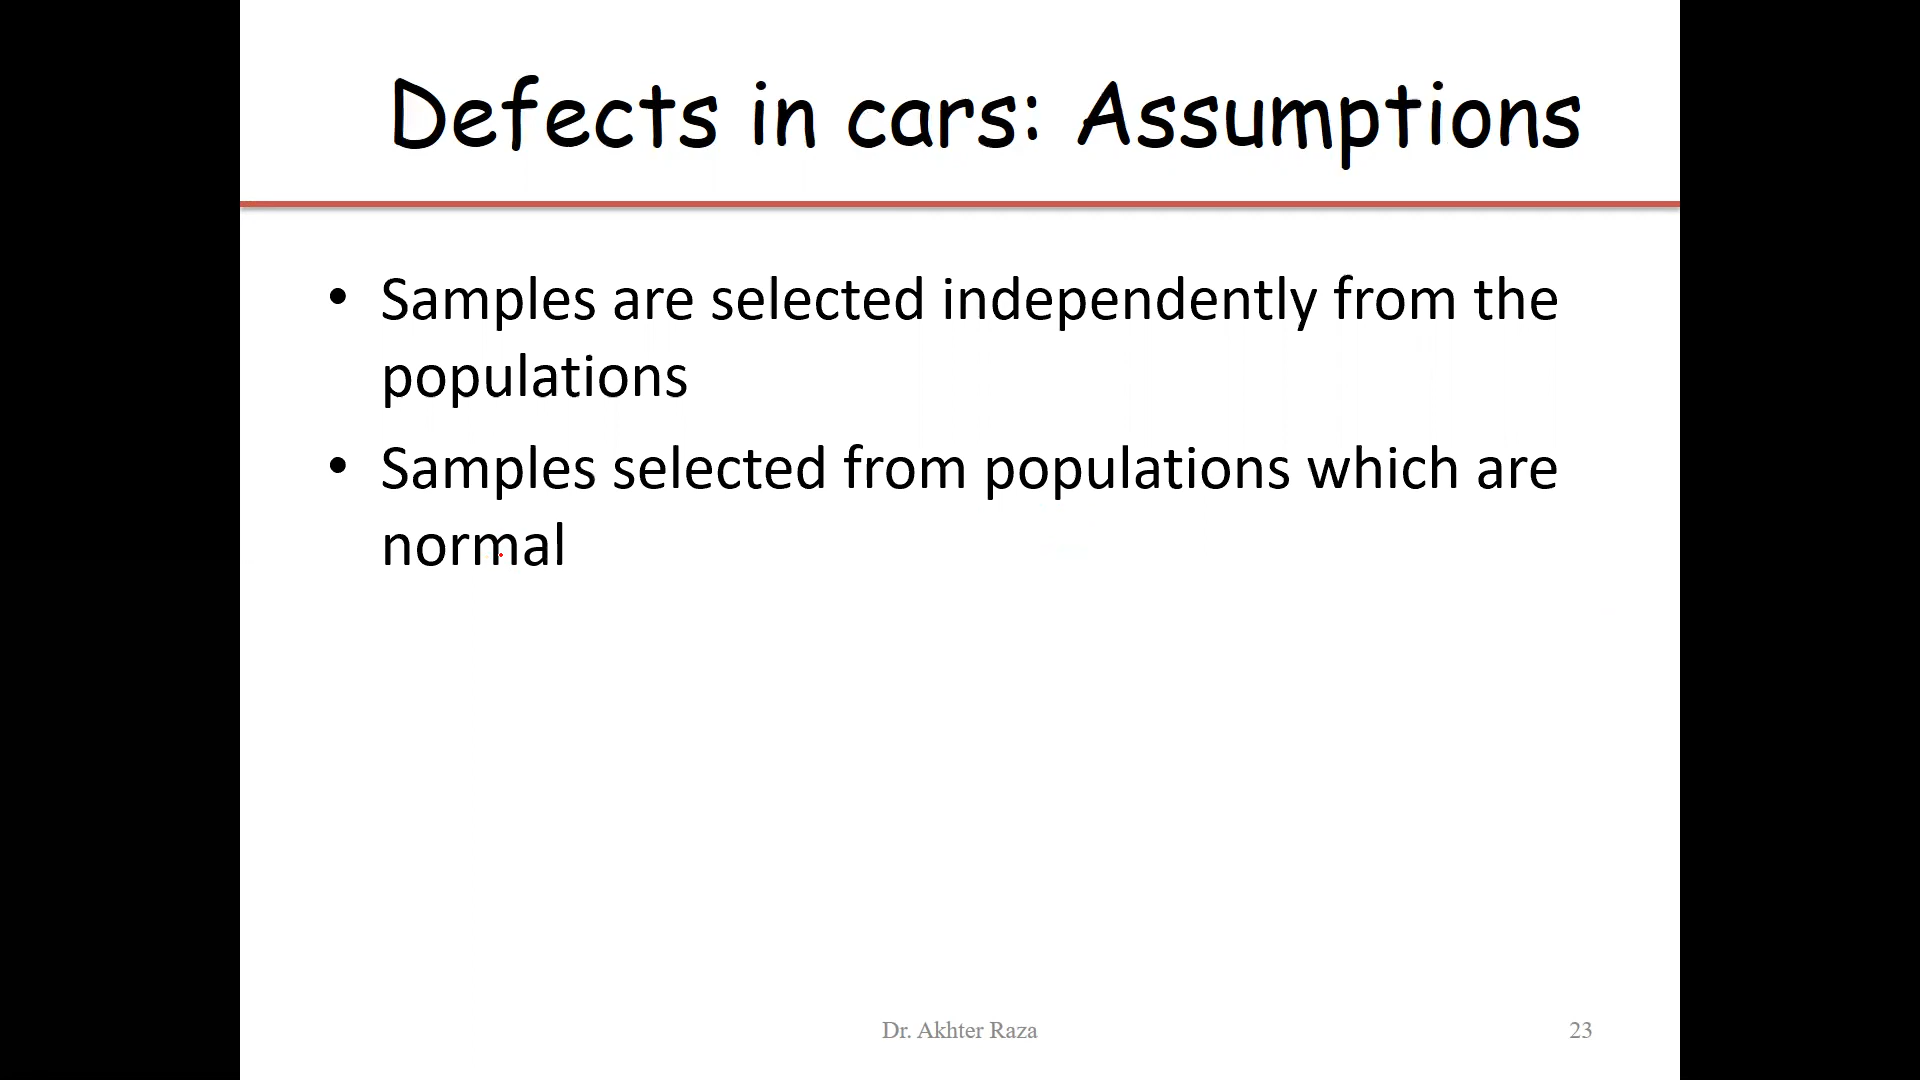 Defects in cars: Assumptions
• Samples are selected independently from the
populations
• Samples selected from populations which are
normal
Dr. Akhter Raza
23